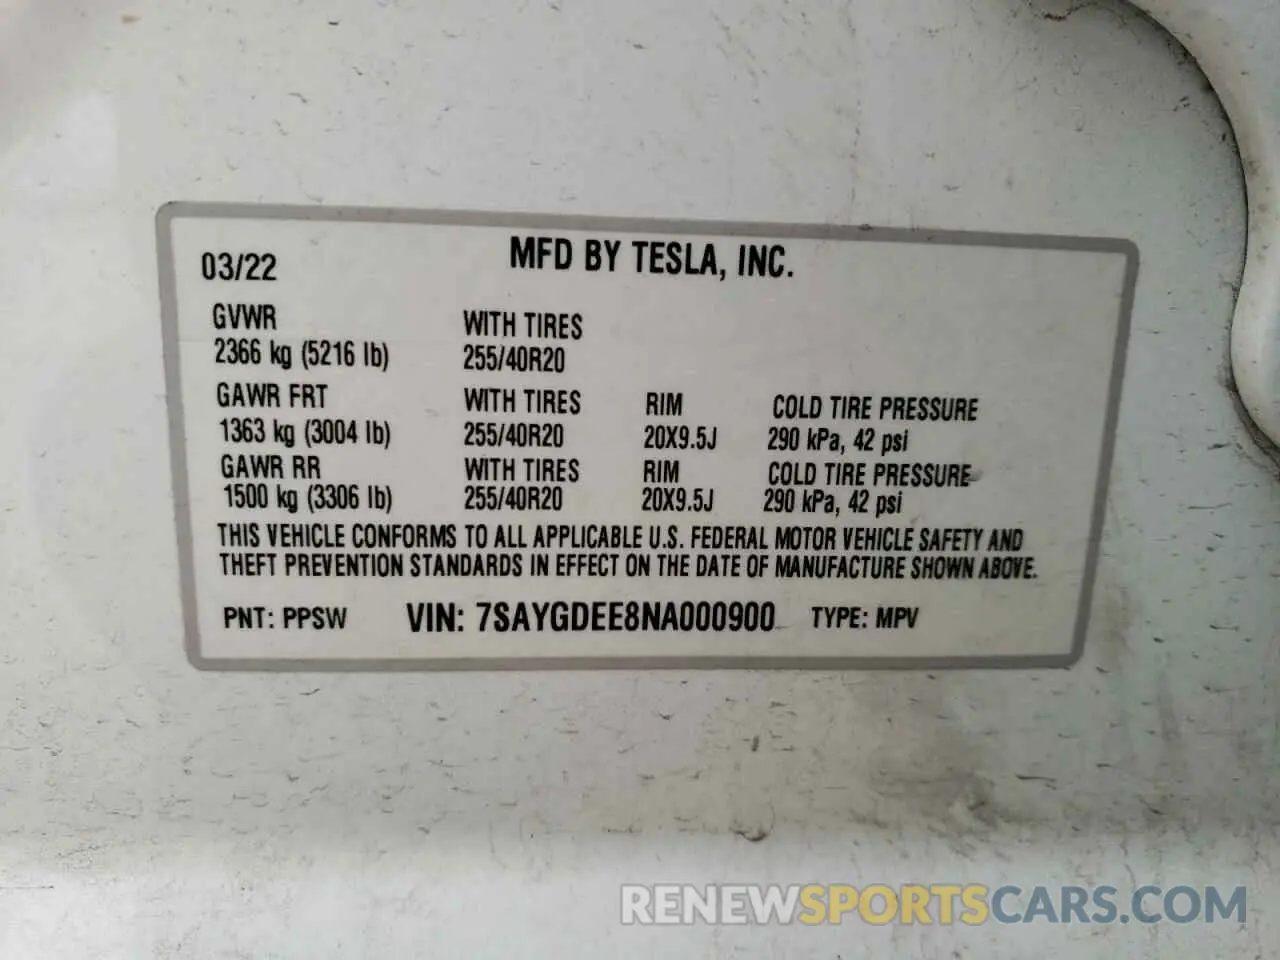 03/22 MFD BY TESLA, INC.
GVWR WITH TIRES
2366 kg (5216 lb) 255/40R20
GAWR FRT WITH TIRES RIM COLD TIRE PRESSURE
1363 kg (3004 lb) 255/40R20 20X9.5J 290 kPa, 42 psi
GAWR RR WITH TIRES RIM COLD TIRE PRESSURE
1500 kg (3306 lb) 255/40R20 20X9.5J 290 kPa, 42 psi
THIS VEHICLE CONFORMS TO ALL APPLICABLE U.S. FEDERAL MOTOR VEHICLE SAFETY AND
THEFT PREVENTION STANDARDS IN EFFECT ON THE DATE OF MANUFACTURE SHOWN ABOVE.
PNT: PPSW VIN: 7SAYGDEE8NA000900 TYPE: MPV
RENEWSPORTSCARS.COM